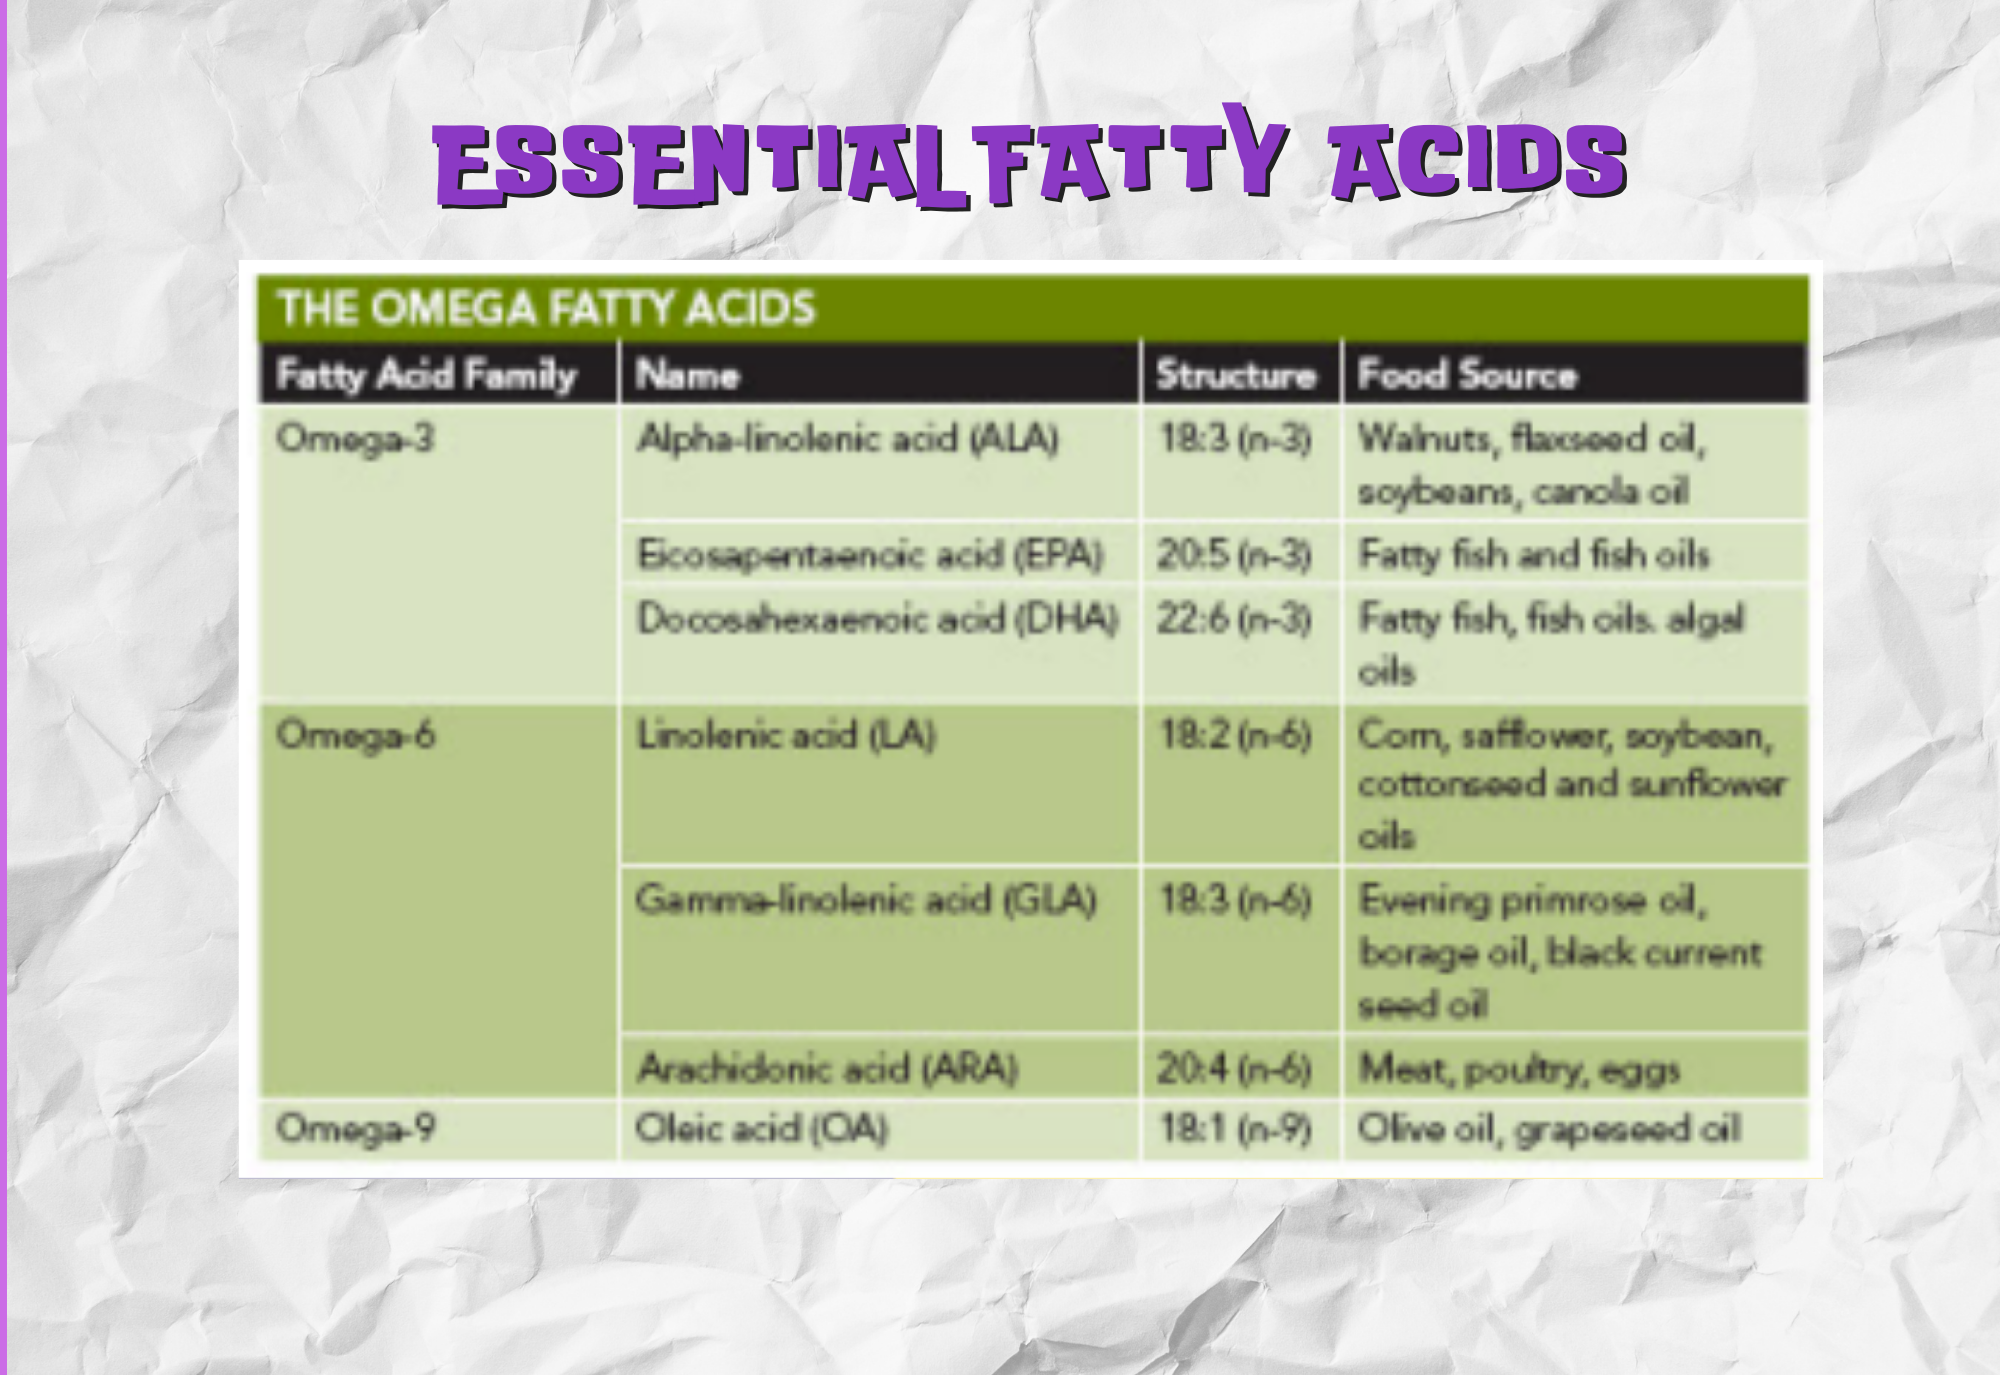 ESSENTIAL FATTY ACIDS
THE OMEGA FATTY ACIDS
Fatty Acid Family Name Structure Food Source
Omega-3 Alpha-linolenic acid (ALA) 18:3 (n-3) Walnuts, flaxseed oil,
soybeans, canola oil
Eicosapentaenoic acid (EPA) 20:5 (n-3) Fatty fish and fish oils
Docosahexaenoic acid (DHA) 22:6 (n-3) Fatty fish, fish oils. algal
oils
Omega-6 Linolenic acid (LA) 18:2 (n-6) Corn, safflower, soybean,
cottonseed and sunflower
oils
Gamma-linolenic acid (GLA) 18:3 (n-6) Evening primrose oil,
borage oil, black current
seed oil
Arachidonic acid (ARA) 20:4 (n-6) Meat, poultry, eggs
Omega-9 Oleic acid (OA) 18:1 (n-9) Olive oil, grapeseed oil